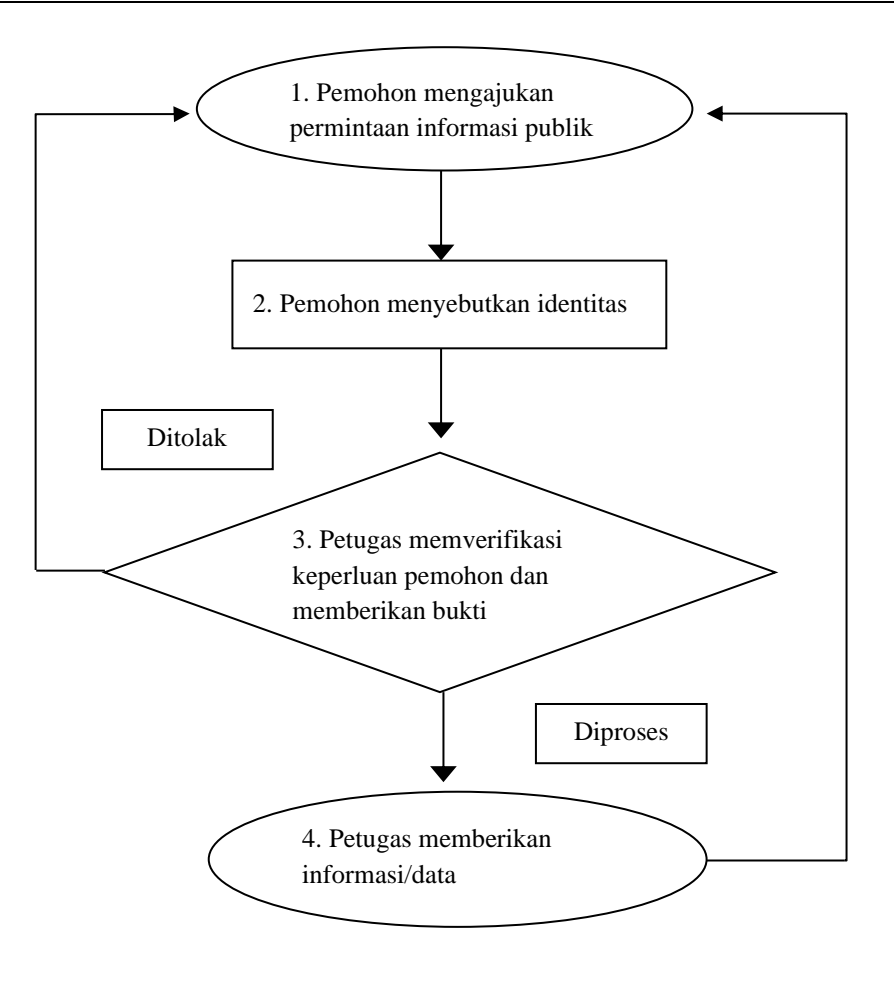 1. Pemohon mengajukan
permintaan informasi publik
2. Pemohon menyebutkan identitas
Ditolak
3. Petugas memverifikasi
keperluan pemohon dan
memberikan bukti
Diproses
4. Petugas memberikan
informasi/data